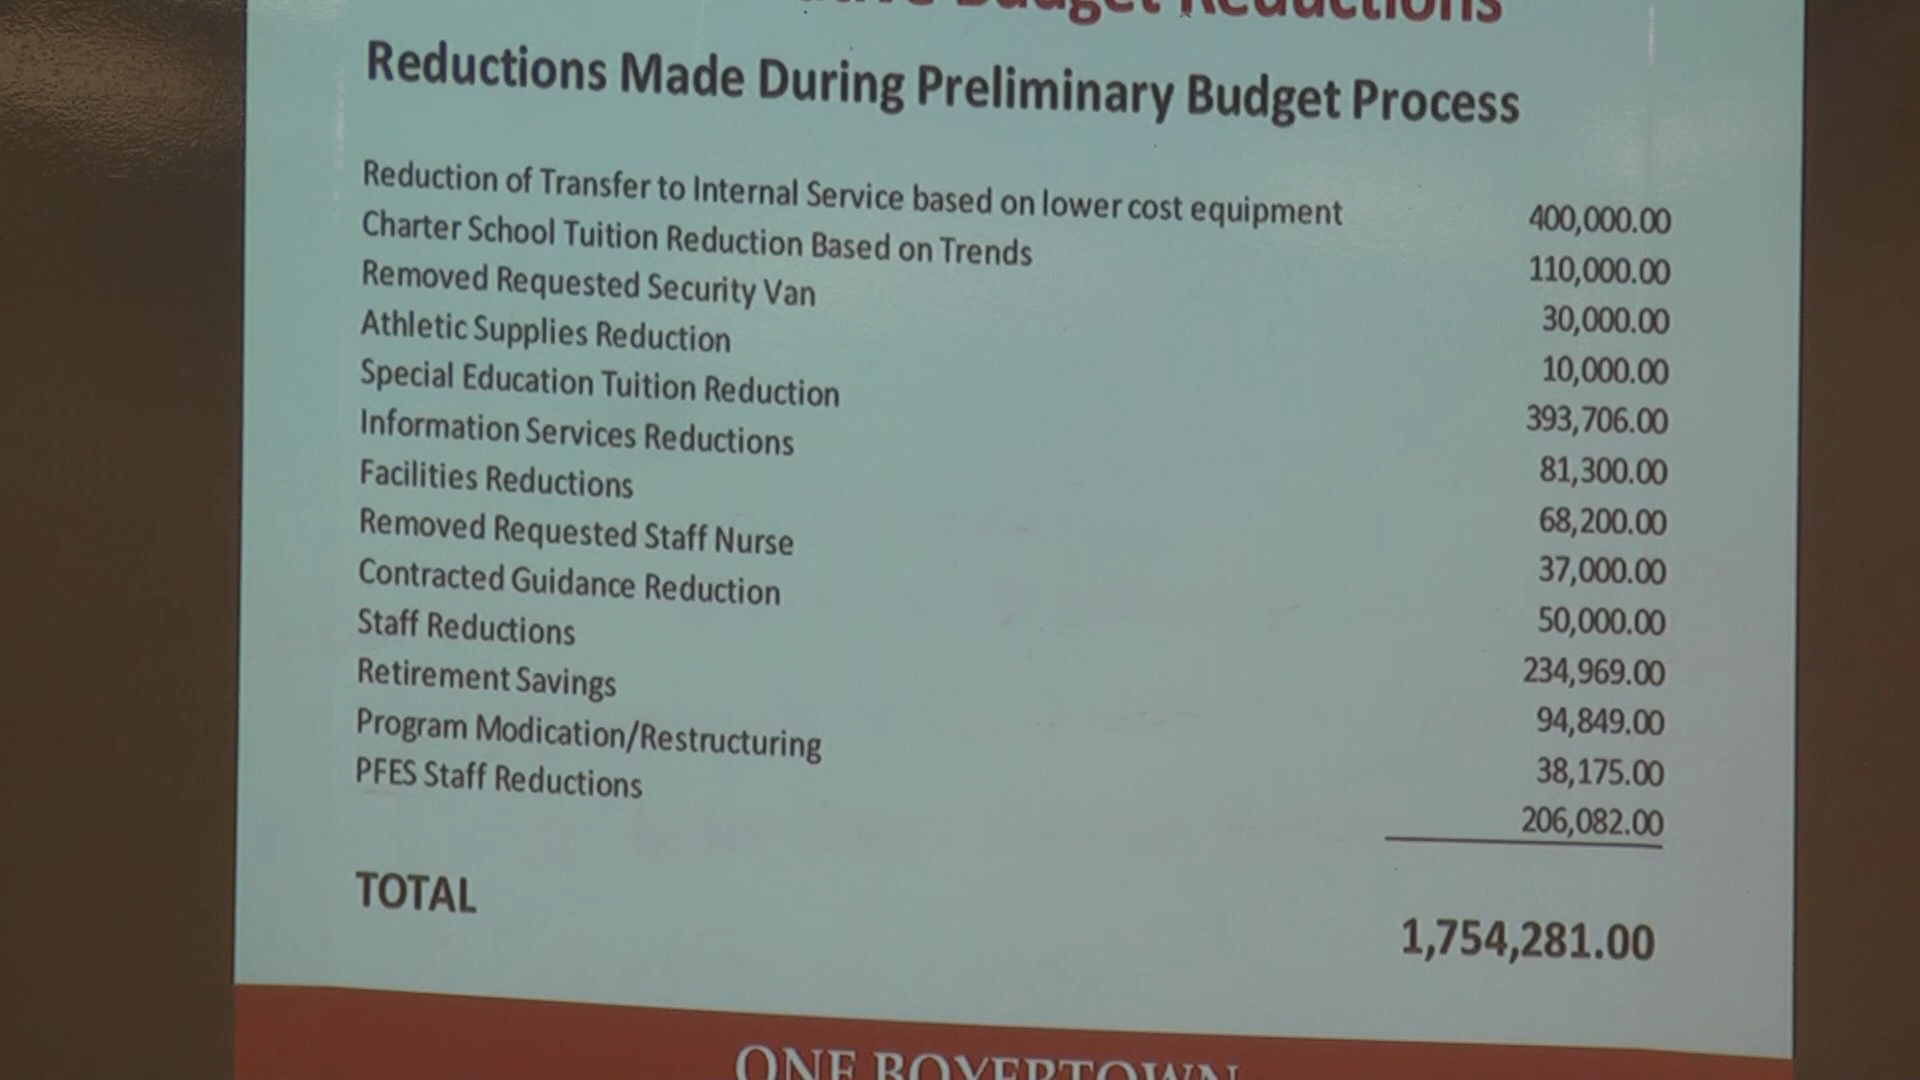 Budget Reductions
Reductions Made During Preliminary Budget Process
Reduction of Transfer to Internal Service based on lower cost equipment 400,000.00
Charter School Tuition Reduction Based on Trends 110,000.00
Removed Requested Security Van 30,000.00
Athletic Supplies Reduction 10,000.00
Special Education Tuition Reduction 393,706.00
Information Services Reductions 81,300.00
Facilities Reductions 68,200.00
Removed Requested Staff Nurse 37,000.00
Contracted Guidance Reduction 50,000.00
Staff Reductions 234,969.00
Retirement Savings 94,849.00
Program Modication/Restructuring 38,175.00
PFES Staff Reductions 206,082.00
TOTAL 1,754,281.00
ONE BOYERTOWN